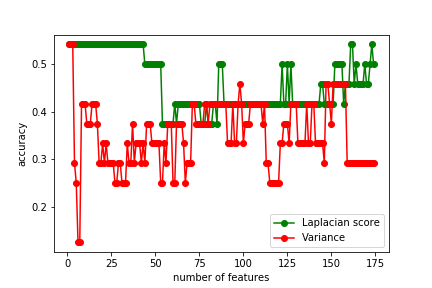 accuracy
0.5
0.4
0.3
0.2
0 25 50 75 100 125 150 175
number of features
Laplacian score
Variance